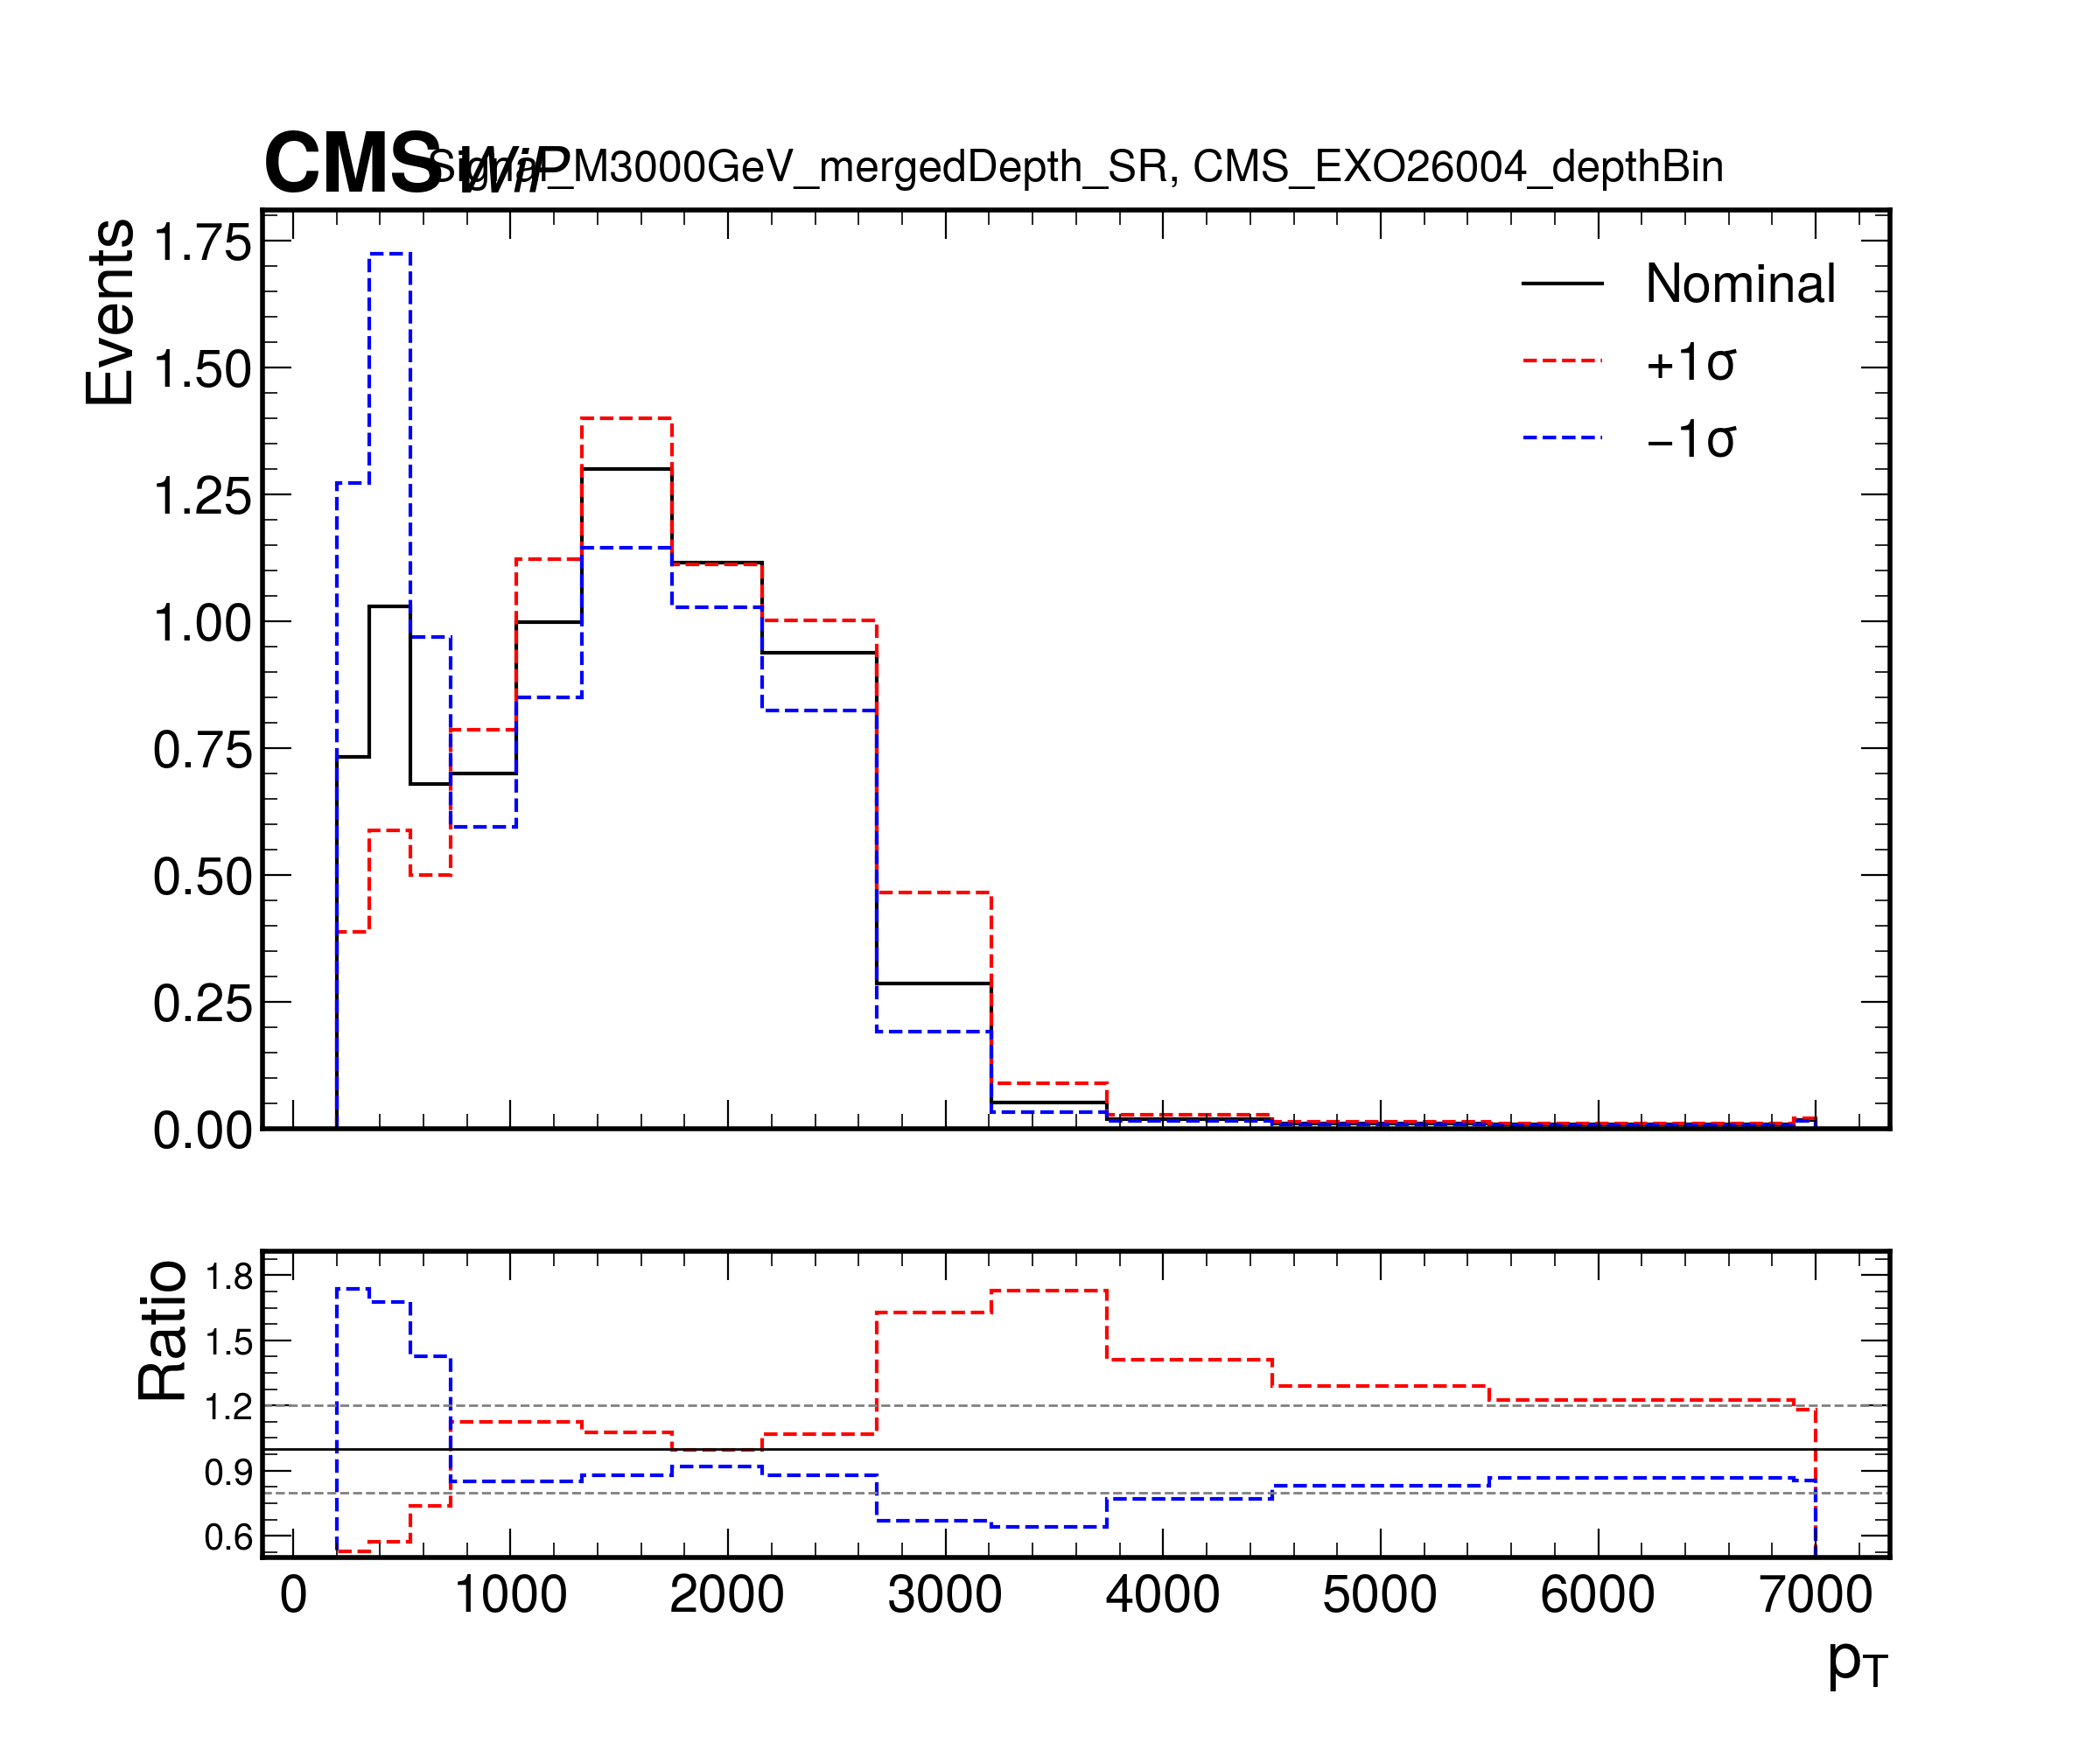 CMS WiP Signal_M3000GeV_mergedDepth_SR, CMS_EXO26004_depthBin
Events
1.75
1.50
1.25
1.00
0.75
0.50
0.25
0.00
Nominal
+1σ
−1σ
Ratio
1.8
1.5
1.2
0.9
0.6
0 1000 2000 3000 4000 5000 6000 7000
pT